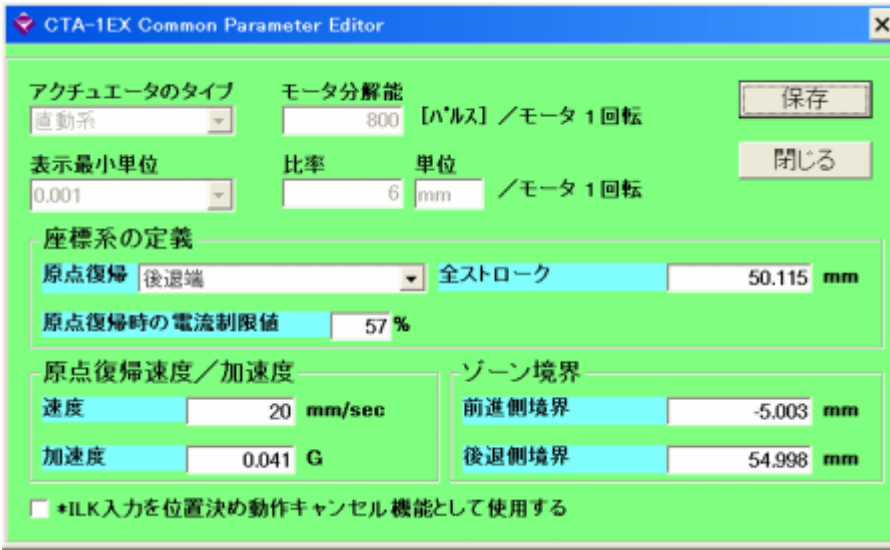 CTA-1EX Common Parameter Editor
アクチュエータのタイプ モータ分解能
直動系 800 [パルス] ／モータ 1 回転 保存
表示最小単位 比率 単位 閉じる
0.001 6 mm ／モータ 1 回転
座標系の定義
原点復帰 後退端 全ストローク 50.115 mm
原点復帰時の電流制限値 57 %
原点復帰速度／加速度 ゾーン境界
速度 20 mm/sec 前進側境界 -5.003 mm
加速度 0.041 G 後退側境界 54.998 mm
*ILK入力を位置決め動作キャンセル機能として使用する